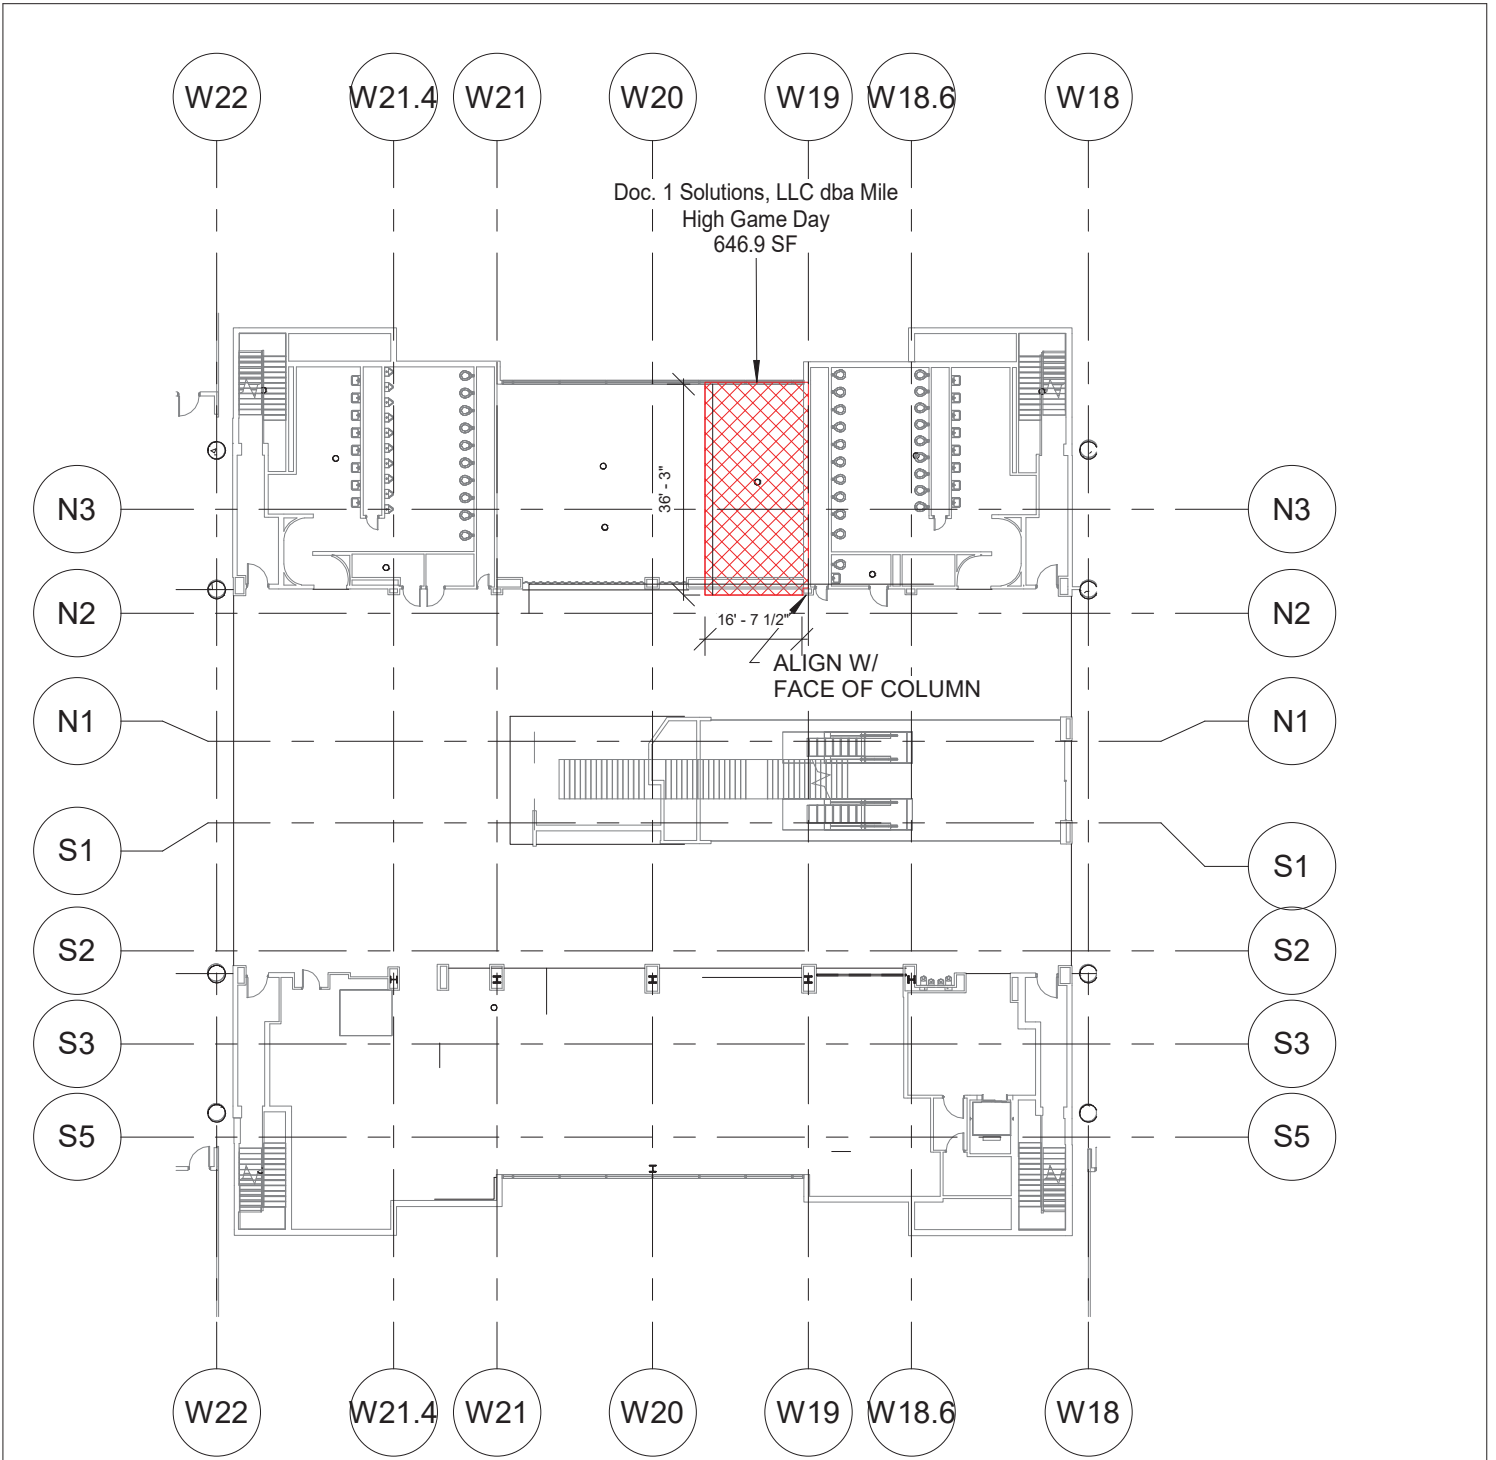 W22 W21.4 W21 W20 W19 W18.6 W18
Doc. 1 Solutions, LLC dba Mile
High Game Day
646.9 SF
36' - 3"
N3 N3
N2 N2
16' - 7 1/2"
ALIGN W/
FACE OF COLUMN
N1 N1
S1 S1
S2 S2
S3 S3
S5 S5
W22 W21.4 W21 W20 W19 W18.6 W18